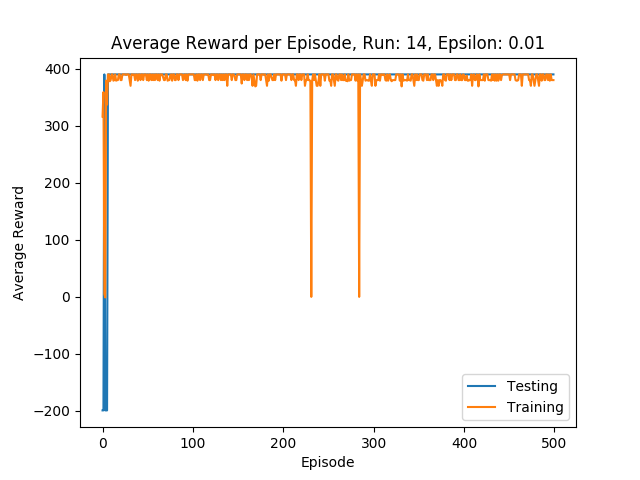 Average Reward per Episode, Run: 14, Epsilon: 0.01
400
300
200
100
0
−100
−200
Average Reward
0 100 200 300 400 500
Episode
Testing
Training